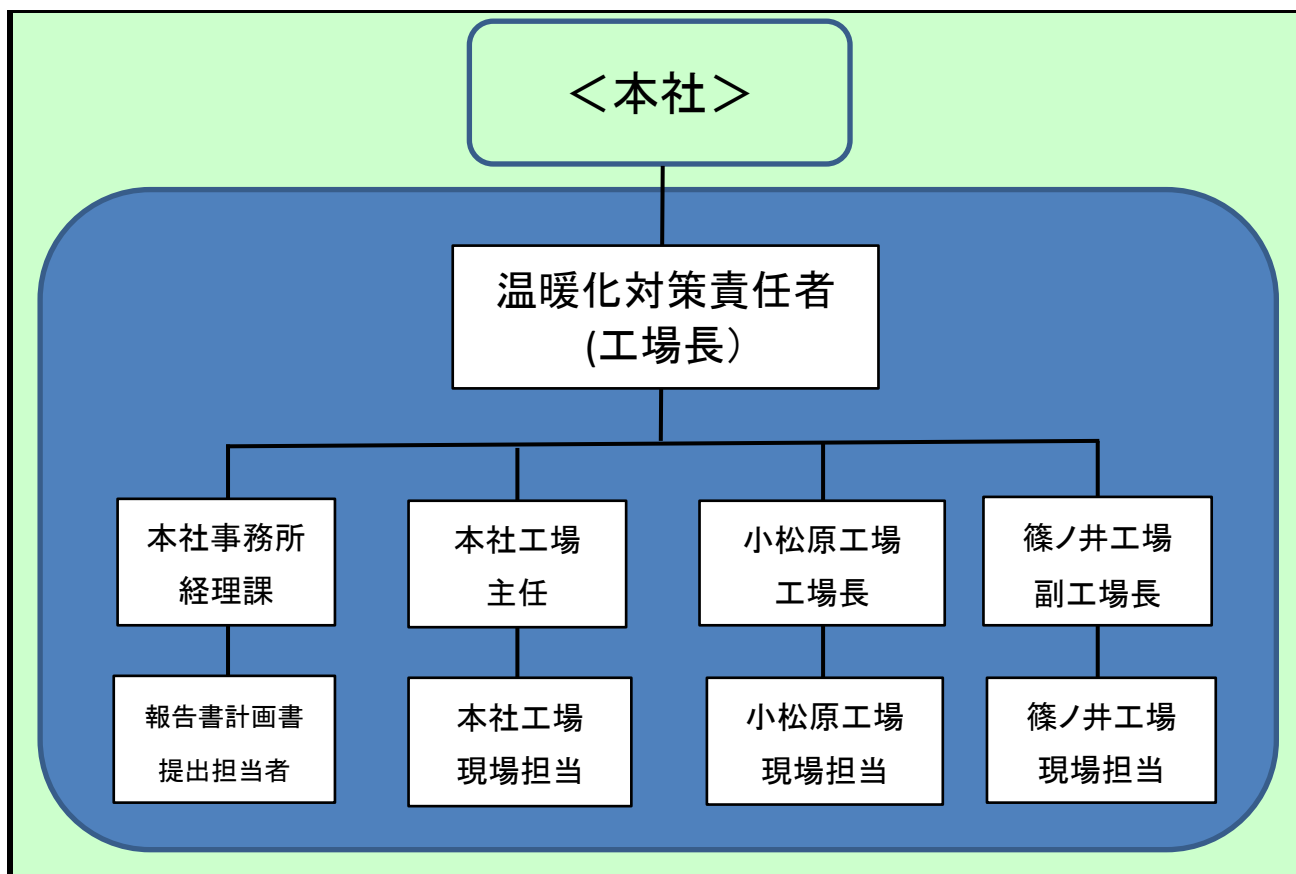 ＜本社＞
温暖化対策責任者
(工場長）
本社事務所
経理課
本社工場
主任
小松原工場
工場長
篠ノ井工場
副工場長
報告書計画書
提出担当者
本社工場
現場担当
小松原工場
現場担当
篠ノ井工場
現場担当